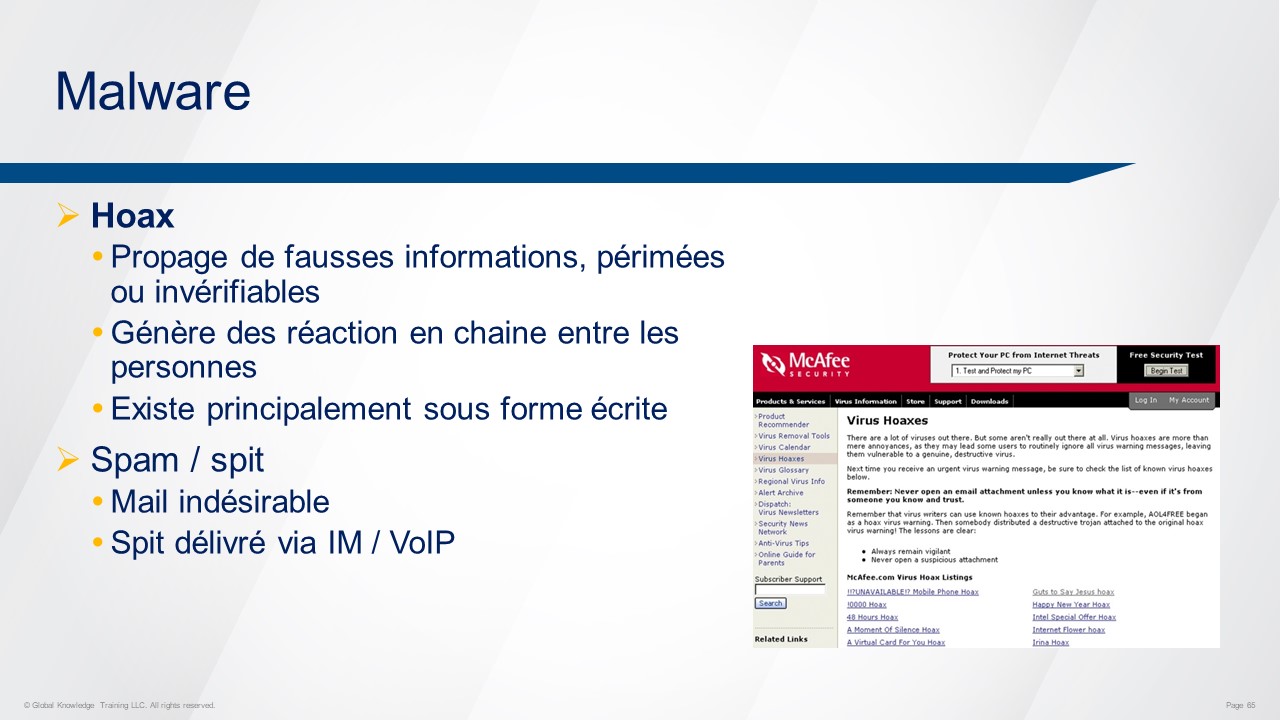 Malware
Hoax
Propage de fausses informations, périmées
ou invérifiables
Génère des réaction en chaine entre les
personnes
Existe principalement sous forme écrite
Spam / spit
Mail indésirable
Spit délivré via IM / VoIP
McAfee
SECURITY
Protect Your PC from Internet Threats
1. Test and Protect my PC
Free Security Test
Begin Test
Products & Services
Virus Information
Store
Support
Downloads
Log In
My Account
Product
Recommender
Virus Removal Tools
Virus Calendar
Virus Hoaxes
Virus Glossary
Regional Virus Info
Alert Archive
Dispatch:
Virus Newsletters
Security News
Network
Anti-Virus Tips
Online Guide for
Parents
Subscriber Support
Search
Related Links
Virus Hoaxes
There are a lot of viruses out there. But some aren't really out there at all. Virus hoaxes are more than
mere annoyances, as they may lead some users to routinely ignore all virus warning messages, leaving
them vulnerable to a genuine, destructive virus.
Next time you receive an urgent virus warning message, be sure to check the list of known virus hoaxes
below.
Remember: Never open an email attachment unless you know what it is--even if it's from
someone you know and trust.
Remember that virus writers can use known hoaxes to their advantage. For example, AOL4FREE began
as a hoax virus warning. Then somebody distributed a destructive trojan attached to the original hoax
virus warning! The lessons are clear:
Always remain vigilant
Never open a suspicious attachment
McAfee.com Virus Hoax Listings
!!?UNAVAILABLE!? Mobile Phone Hoax
!0000 Hoax
48 Hours Hoax
A Moment Of Silence Hoax
A Virtual Card For You Hoax
Guts to Say Jesus hoax
Happy New Year Hoax
Intel Special Offer Hoax
Internet Flower hoax
Irina Hoax
© Global Knowledge Training LLC. All rights reserved.
Page 65